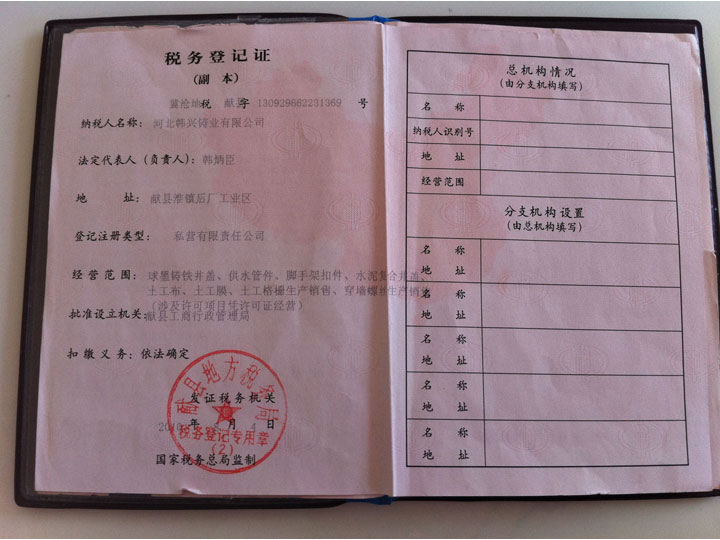 税务登记证
(副 本)
冀沧地税 献 字 130929662231369 号
纳税人名称: 河北韩兴铸业有限公司
法定代表人(负责人): 韩炳臣
地 址: 献县淮镇后厂工业区
登记注册类型: 私营有限责任公司
经营范围: 球墨铸铁井盖、供水管件、脚手架扣件、水泥复合井盖、
土工布、土工膜、土工格栅生产销售、穿墙螺丝生产销售
(涉及许可项目凭许可证经营)
批准设立机关: 献县工商行政管理局
扣缴义务: 依法确定
献县地方税务局
发证税务机关
年 月 4 日
税务登记专用章
(2)
国家税务总局监制
总机构情况
(由分支机构填写)
名 称
纳税人识别号
地 址
经营范围
分支机构设置
(由总机构填写)
名 称
地 址
名 称
地 址
名 称
地 址
名 称
地 址
名 称
地 址